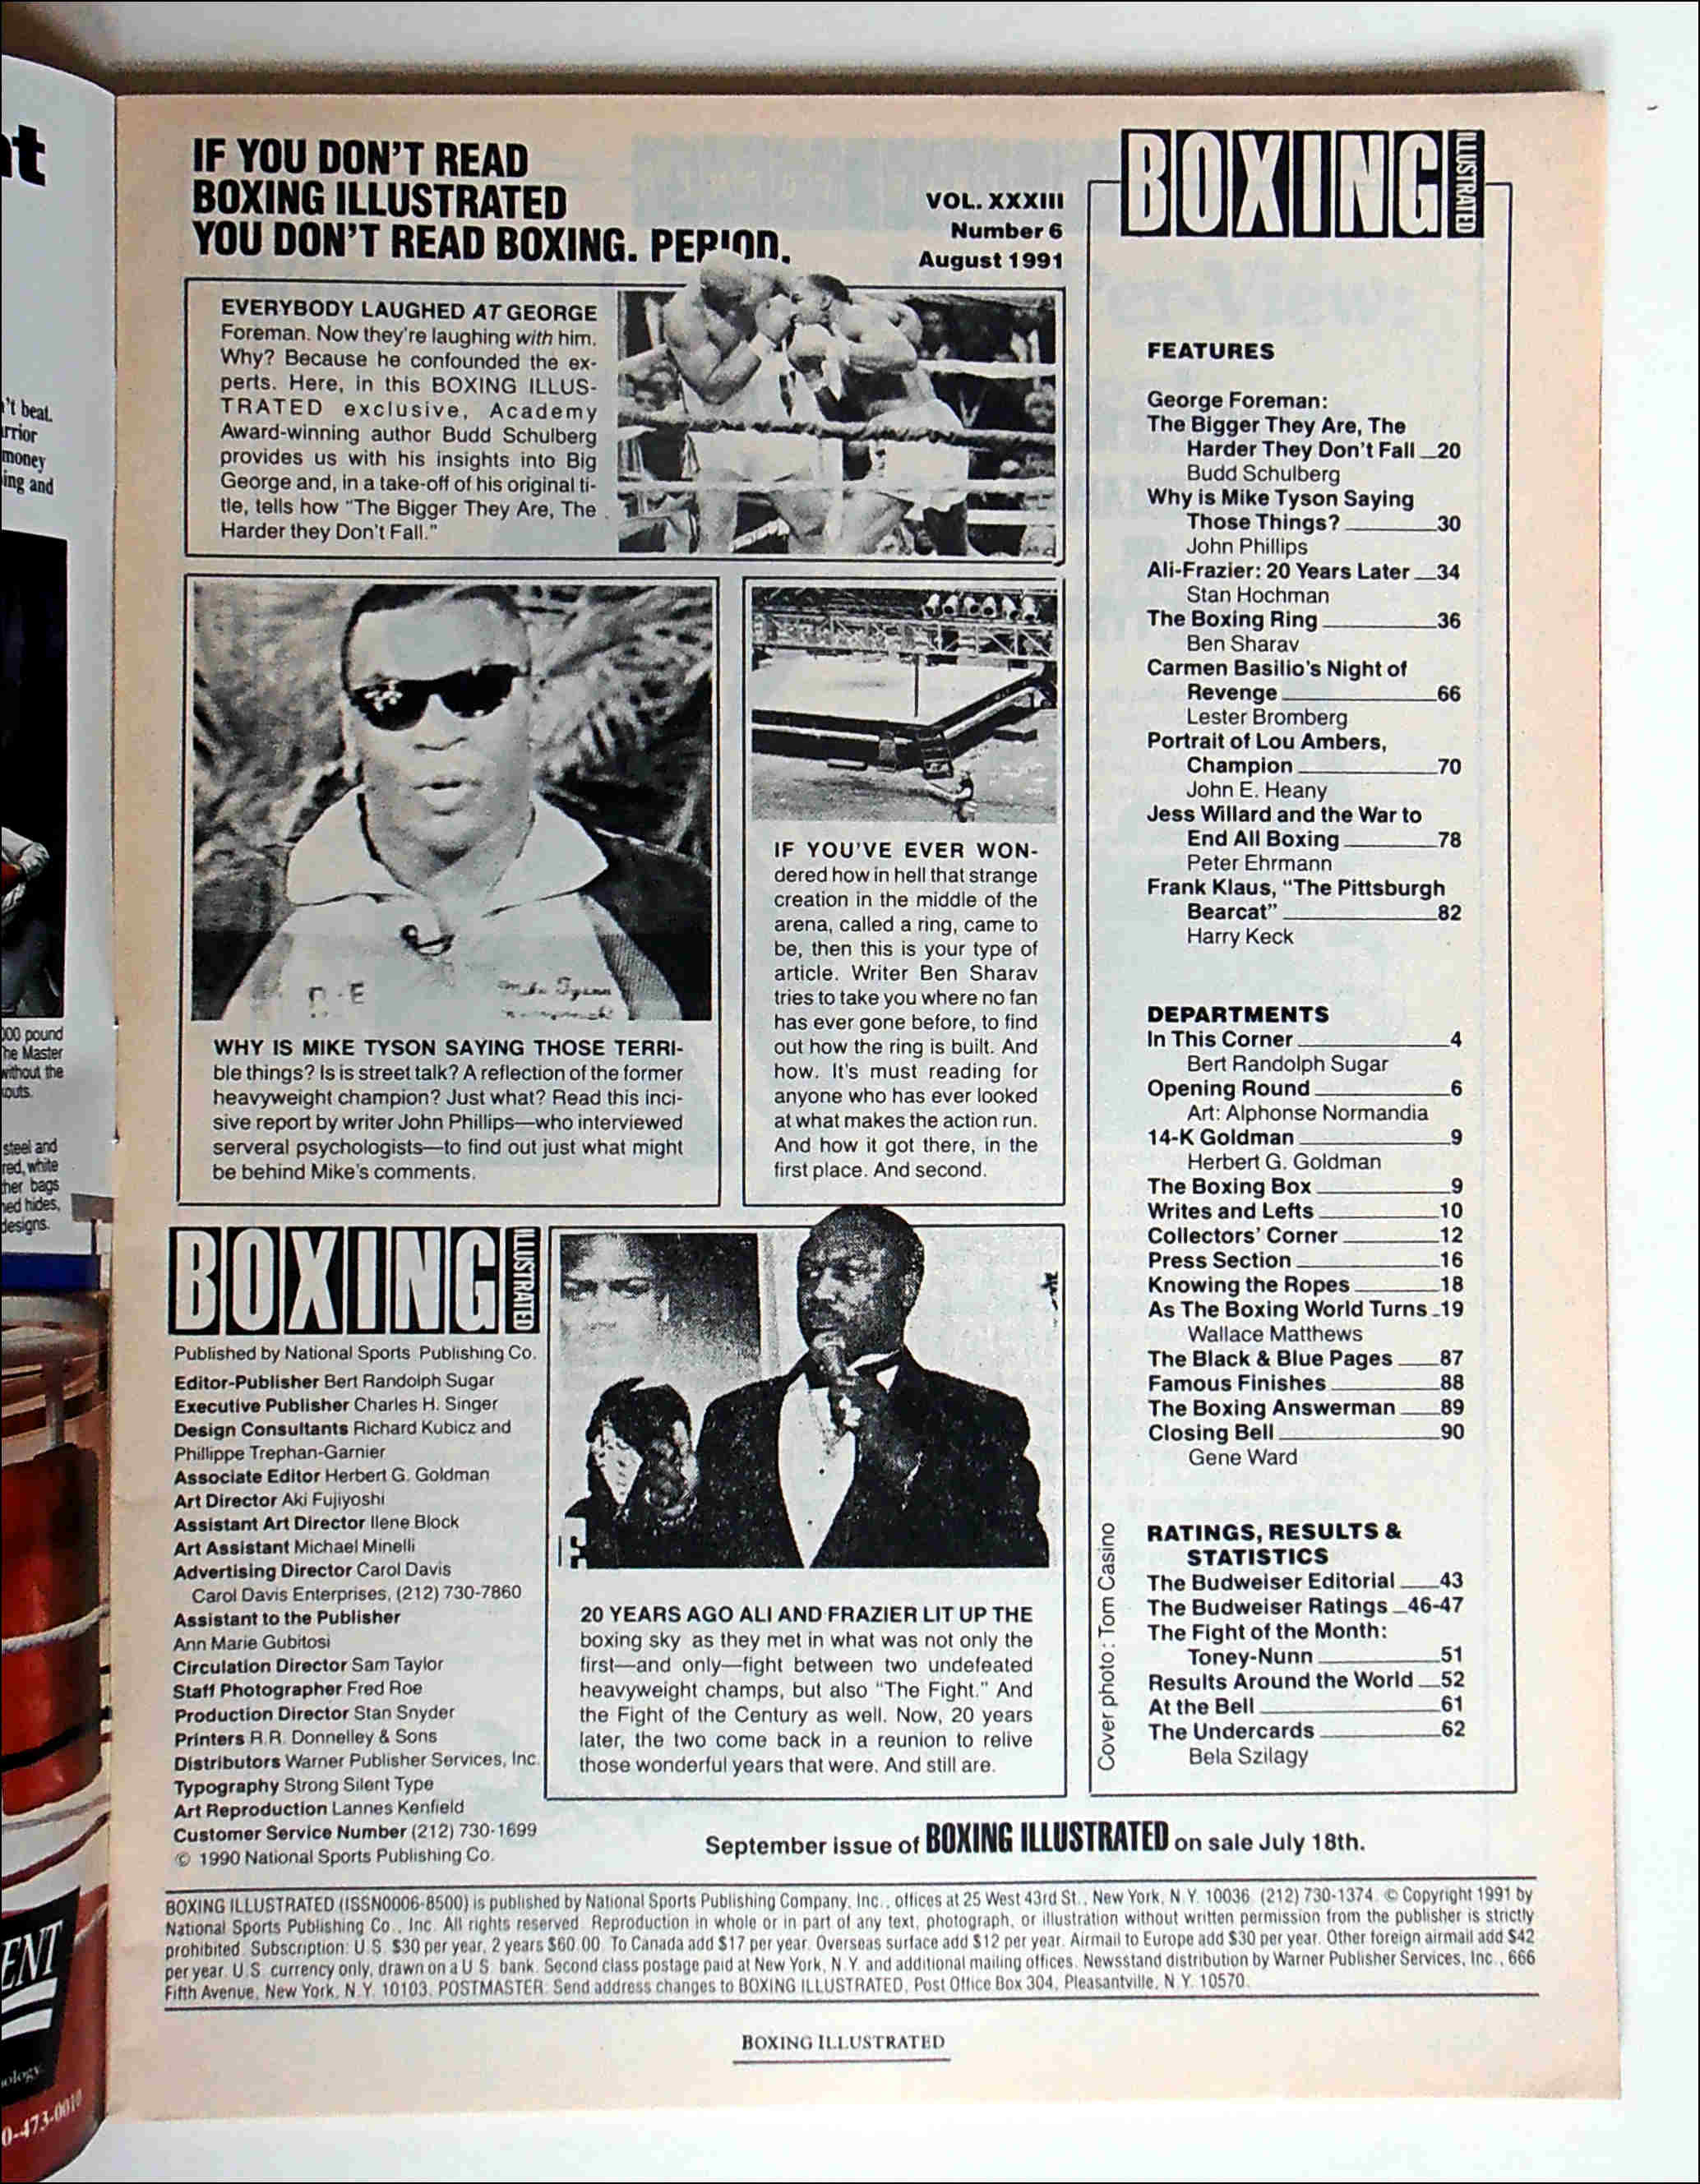 IF YOU DON'T READ
BOXING ILLUSTRATED
YOU DON'T READ BOXING. PERIOD.
VOL. XXXIII
Number 6
August 1991
EVERYBODY LAUGHED AT GEORGE
Foreman. Now they're laughing with him.
Why? Because he confounded the ex-
perts. Here, in this BOXING ILLUS-
TRATED exclusive, Academy
Award-winning author Budd Schulberg
provides us with his insights into Big
George and, in a take-off of his original ti-
tle, tells how "The Bigger They Are, The
Harder they Don't Fall."
Mike Tyson
WHY IS MIKE TYSON SAYING THOSE TERRI-
ble things? Is is street talk? A reflection of the former
heavyweight champion? Just what? Read this inci-
sive report by writer John Phillips—who interviewed
serveral psychologists—to find out just what might
be behind Mike's comments.
IF YOU'VE EVER WON-
dered how in hell that strange
creation in the middle of the
arena, called a ring, came to
be, then this is your type of
article. Writer Ben Sharav
tries to take you where no fan
has ever gone before, to find
out how the ring is built. And
how. It's must reading for
anyone who has ever looked
at what makes the action run.
And how it got there, in the
first place. And second.
BOXING ILLUSTRATED
Published by National Sports Publishing Co.
Editor-Publisher Bert Randolph Sugar
Executive Publisher Charles H. Singer
Design Consultants Richard Kubicz and
Phillippe Trephan-Garnier
Associate Editor Herbert G. Goldman
Art Director Aki Fujiyoshi
Assistant Art Director Ilene Block
Art Assistant Michael Minelli
Advertising Director Carol Davis
Carol Davis Enterprises, (212) 730-7860
Assistant to the Publisher
Ann Marie Gubitosi
Circulation Director Sam Taylor
Staff Photographer Fred Roe
Production Director Stan Snyder
Printers R.R. Donnelley & Sons
Distributors Warner Publisher Services, Inc.
Typography Strong Silent Type
Art Reproduction Lannes Kenfield
Customer Service Number (212) 730-1699
© 1990 National Sports Publishing Co.
20 YEARS AGO ALI AND FRAZIER LIT UP THE
boxing sky as they met in what was not only the
first—and only—fight between two undefeated
heavyweight champs, but also "The Fight." And
the Fight of the Century as well. Now, 20 years
later, the two come back in a reunion to relive
those wonderful years that were. And still are.
BOXING ILLUSTRATED
FEATURES
George Foreman:
The Bigger They Are, The
Harder They Don't Fall 20
Budd Schulberg
Why is Mike Tyson Saying
Those Things? 30
John Phillips
Ali-Frazier: 20 Years Later 34
Stan Hochman
The Boxing Ring 36
Ben Sharav
Carmen Basilio's Night of
Revenge 66
Lester Bromberg
Portrait of Lou Ambers,
Champion 70
John E. Heany
Jess Willard and the War to
End All Boxing 78
Peter Ehrmann
Frank Klaus, "The Pittsburgh
Bearcat" 82
Harry Keck
DEPARTMENTS
In This Corner 4
Bert Randolph Sugar
Opening Round 6
Art: Alphonse Normandia
14-K Goldman 9
Herbert G. Goldman
The Boxing Box 9
Writes and Lefts 10
Collectors' Corner 12
Press Section 16
Knowing the Ropes 18
As The Boxing World Turns 19
Wallace Matthews
The Black & Blue Pages 87
Famous Finishes 88
The Boxing Answerman 89
Closing Bell 90
Gene Ward
RATINGS, RESULTS &
STATISTICS
The Budweiser Editorial 43
The Budweiser Ratings 46-47
The Fight of the Month:
Toney-Nunn 51
Results Around the World 52
At the Bell 61
The Undercards 62
Bela Szilagy
Cover photo: Tom Casino
September issue of BOXING ILLUSTRATED on sale July 18th.
BOXING ILLUSTRATED (ISSN0006-8500) is published by National Sports Publishing Company, Inc., offices at 25 West 43rd St., New York, N.Y. 10036 (212) 730-1374. © Copyright 1991 by
National Sports Publishing Co., Inc. All rights reserved. Reproduction in whole or in part of any text, photograph, or illustration without written permission from the publisher is strictly
prohibited. Subscription: U.S. $30 per year, 2 years $60.00. To Canada add $17 per year. Overseas surface add $12 per year. Airmail to Europe add $30 per year. Other foreign airmail add $42
per year. U.S. currency only, drawn on a U.S. bank. Second class postage paid at New York, N.Y. and additional mailing offices. Newsstand distribution by Warner Publisher Services, Inc., 666
Fifth Avenue, New York, N.Y. 10103. POSTMASTER: Send address changes to BOXING ILLUSTRATED, Post Office Box 304, Pleasantville, N.Y. 10570.
BOXING ILLUSTRATED
't beat.
money
ing and
000 pound
he Master
without the
steel and
red, white
her bags
hides,
designs.
ENT
0-473-0010